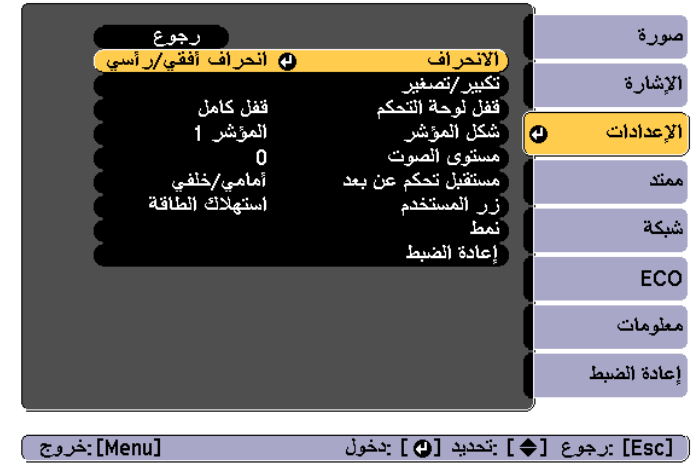 رجوع
الانحراف انحراف أفقي/رأسي
تكبير/تصغير
قفل لوحة التحكم قفل كامل
شكل المؤشر المؤشر 1
مستوى الصوت 0
مستقبل تحكم عن بعد أمامي/خلفي
زر المستخدم استهلاك الطاقة
نمط
إعادة الضبط
صورة
الإشارة
الإعدادات
ممتد
شبكة
ECO
معلومات
إعادة الضبط
[Esc] :رجوع [] :تحديد [] :دخول [Menu] :خروج